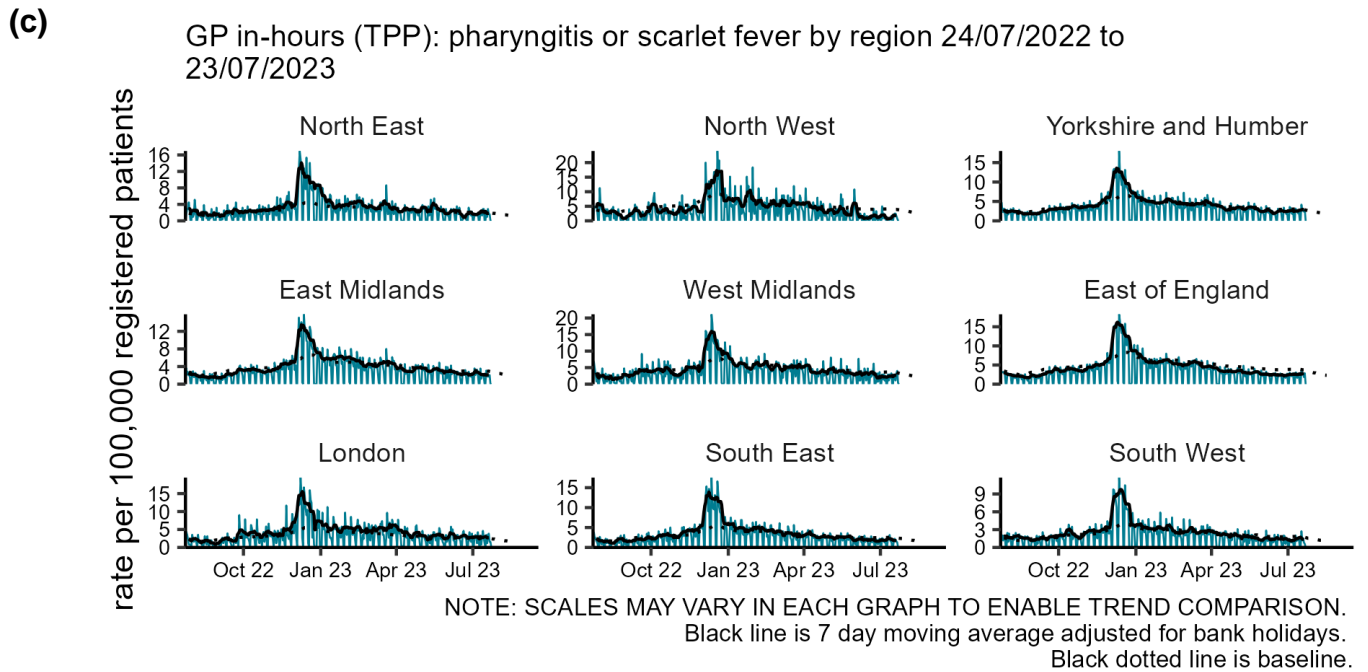 (c)
GP in-hours (TPP): pharyngitis or scarlet fever by region 24/07/2022 to
23/07/2023
rate per 100,000 registered patients
North East
16
12
8
4
0
North West
20
15
10
5
0
Yorkshire and Humber
15
10
5
0
East Midlands
12
8
4
0
West Midlands
20
15
10
5
0
East of England
15
10
5
0
London
15
10
5
0
Oct 22 Jan 23 Apr 23 Jul 23
South East
15
10
5
0
Oct 22 Jan 23 Apr 23 Jul 23
South West
9
6
3
0
Oct 22 Jan 23 Apr 23 Jul 23
NOTE: SCALES MAY VARY IN EACH GRAPH TO ENABLE TREND COMPARISON.
Black line is 7 day moving average adjusted for bank holidays.
Black dotted line is baseline.